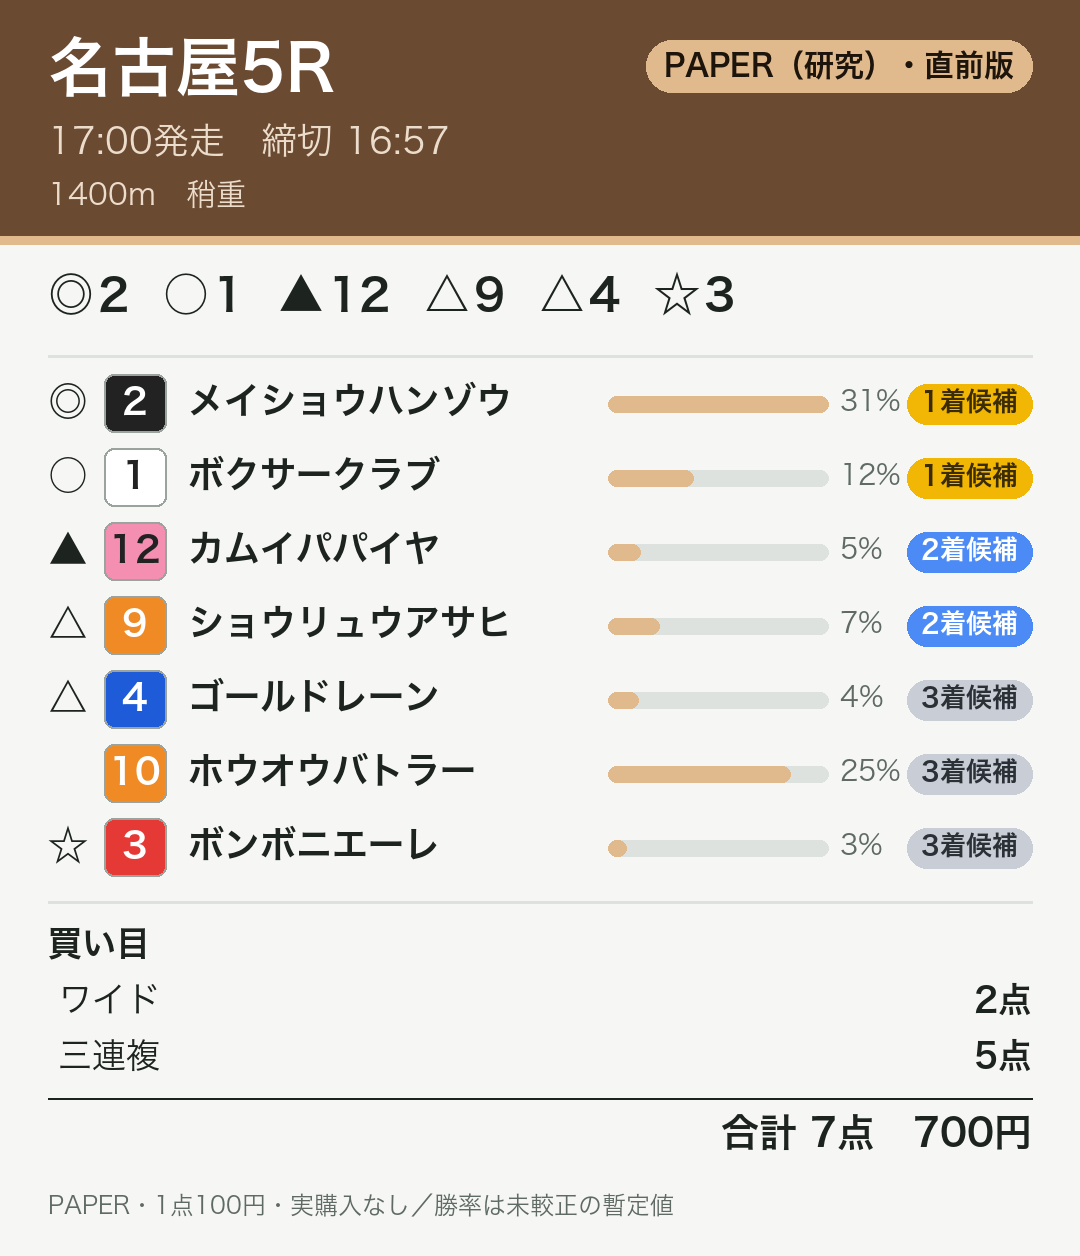 名古屋5R
PAPER（研究）・直前版
17:00発走　締切 16:57
1400m　稍重
◎2 ○1 ▲12 △9 △4 ☆3
◎ 2 メイショウハンゾウ 31% 1着候補
○ 1 ボクサークラブ 12% 1着候補
▲ 12 カムイパパイヤ 5% 2着候補
△ 9 ショウリュウアサヒ 7% 2着候補
△ 4 ゴールドレーン 4% 3着候補
10 ホウオウバトラー 25% 3着候補
☆ 3 ボンボニエーレ 3% 3着候補
買い目
ワイド 2点
三連複 5点
合計 7点　700円
PAPER・1点100円・実購入なし／勝率は未較正の暫定値